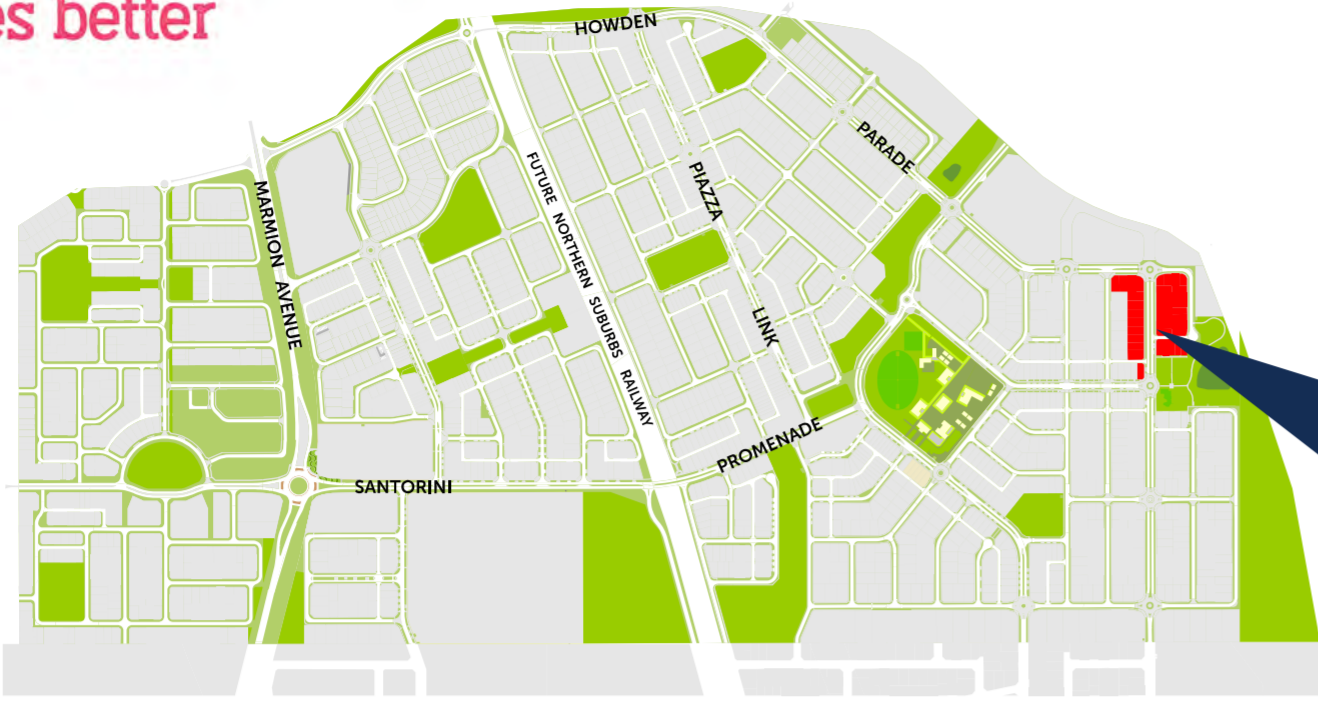 es better
HOWDEN
PARADE
MARMION AVENUE
FUTURE NORTHERN SUBURBS RAILWAY
PIAZZA
LINK
PROMENADE
SANTORINI